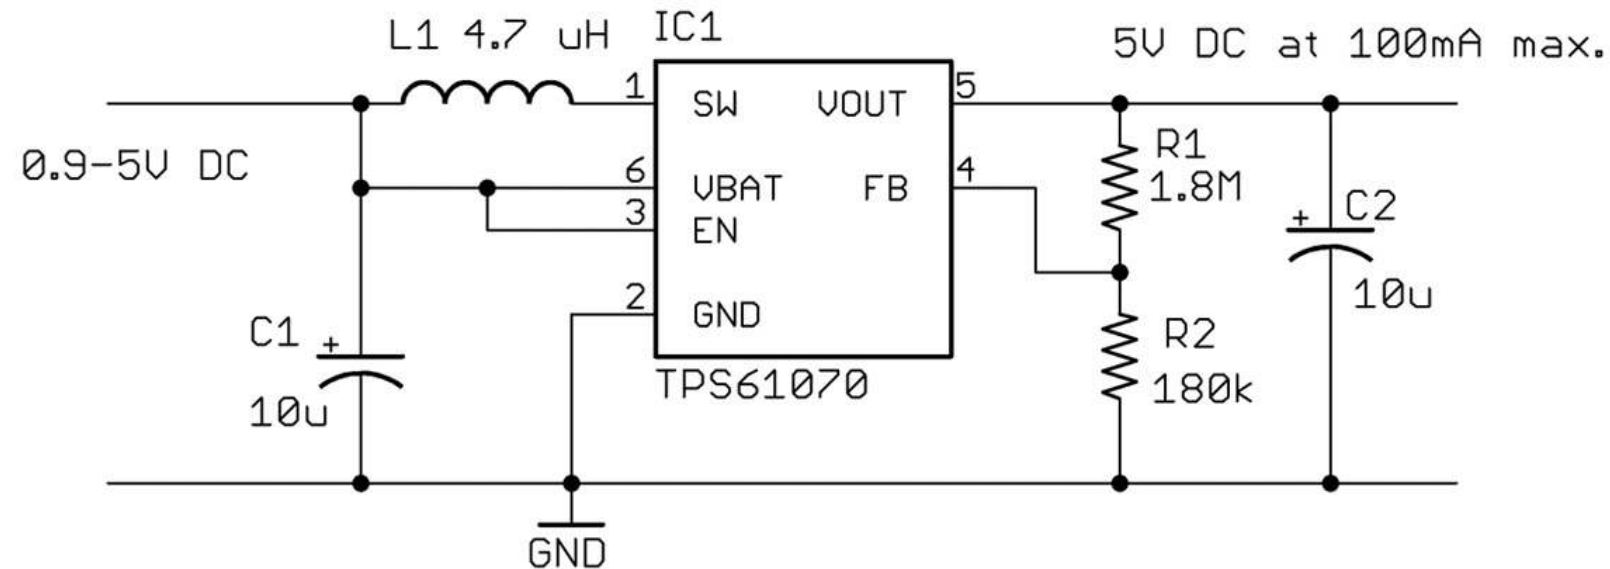 L1 4.7 uH
IC1
5V DC at 100mA max.
1
SW
VOUT
5
0.9-5V DC
6
VBAT
FB
4
R1
1.8M
3
EN
+
C2
10u
2
GND
C1
+
10u
TPS61070
R2
180k
GND